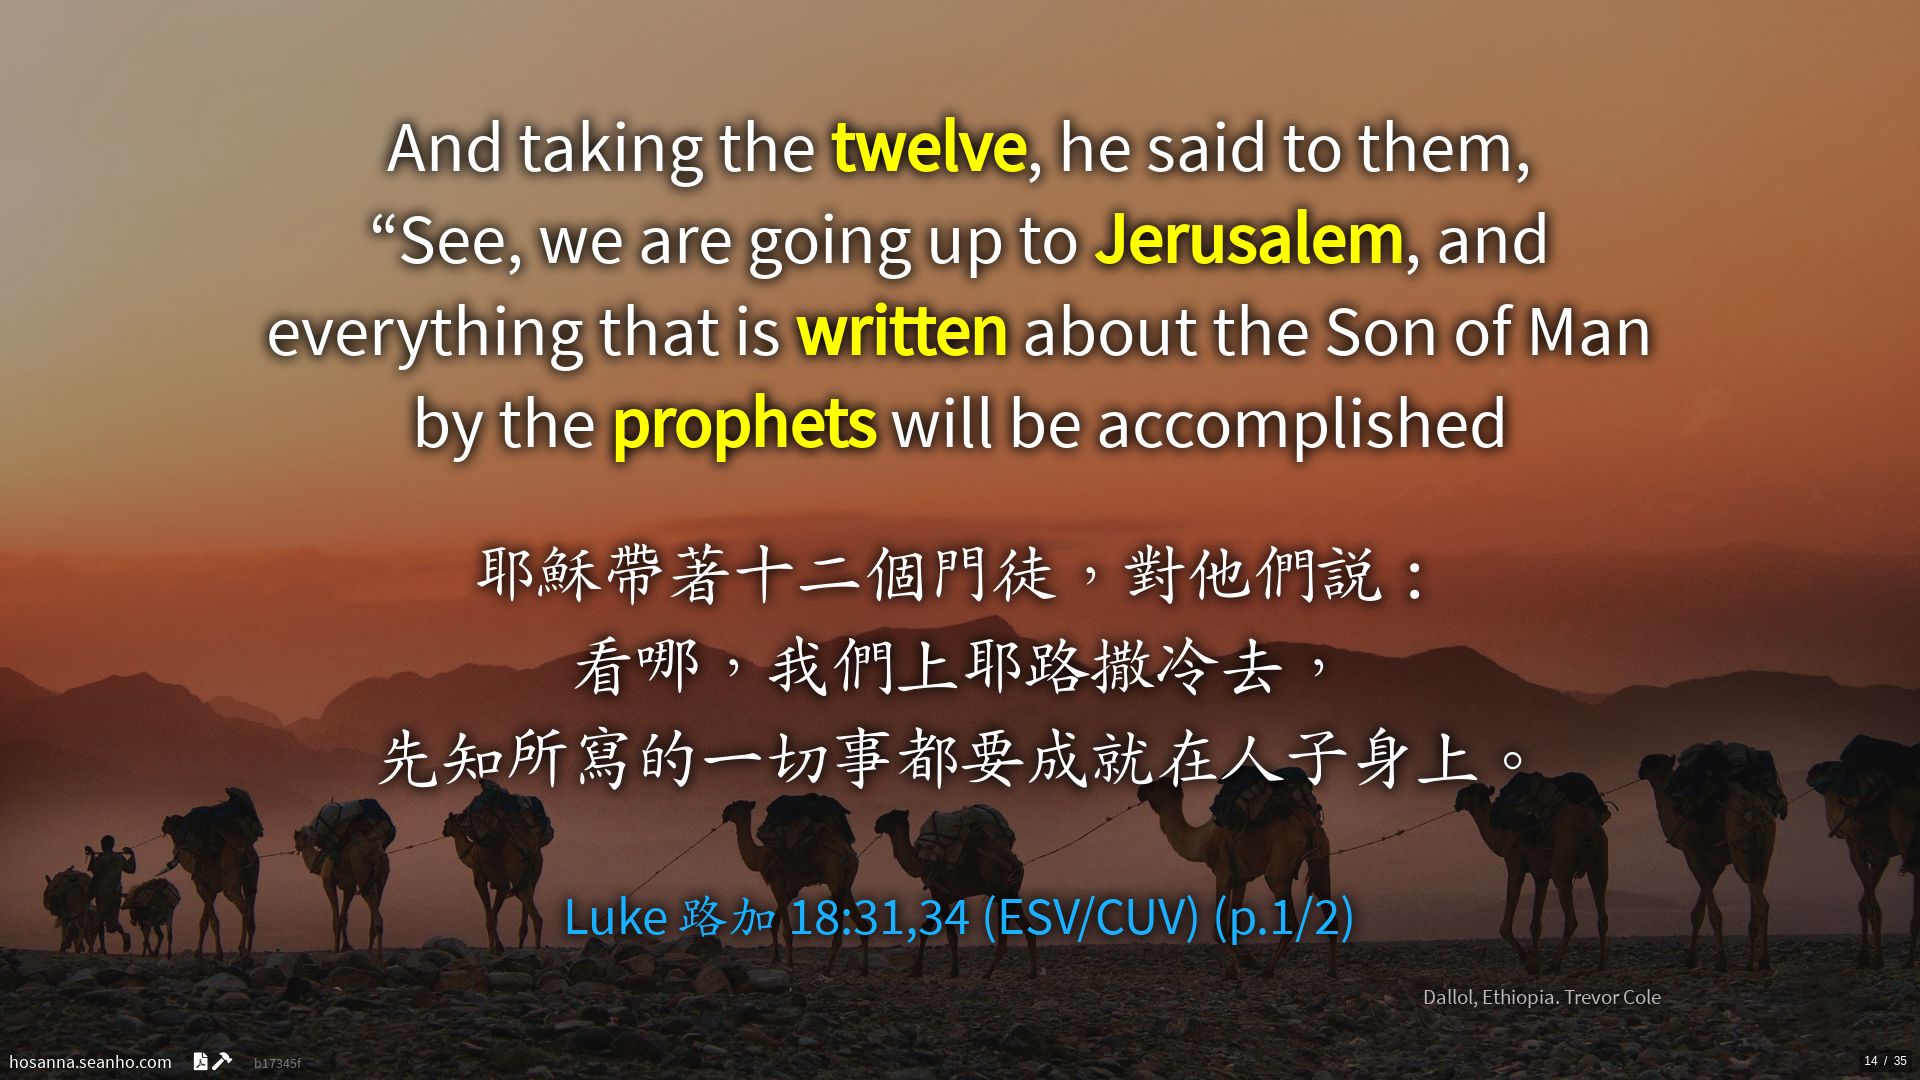 And taking the twelve, he said to them,
“See, we are going up to Jerusalem, and
everything that is written about the Son of Man
by the prophets will be accomplished
耶穌帶著十二個門徒，對他們説：
看哪，我們上耶路撒冷去，
先知所寫的一切事都要成就在人子身上。
Luke 路加 18:31,34 (ESV/CUV) (p.1/2)
Dallol, Ethiopia. Trevor Cole
hosanna.seanho.com b17345f
14 / 35